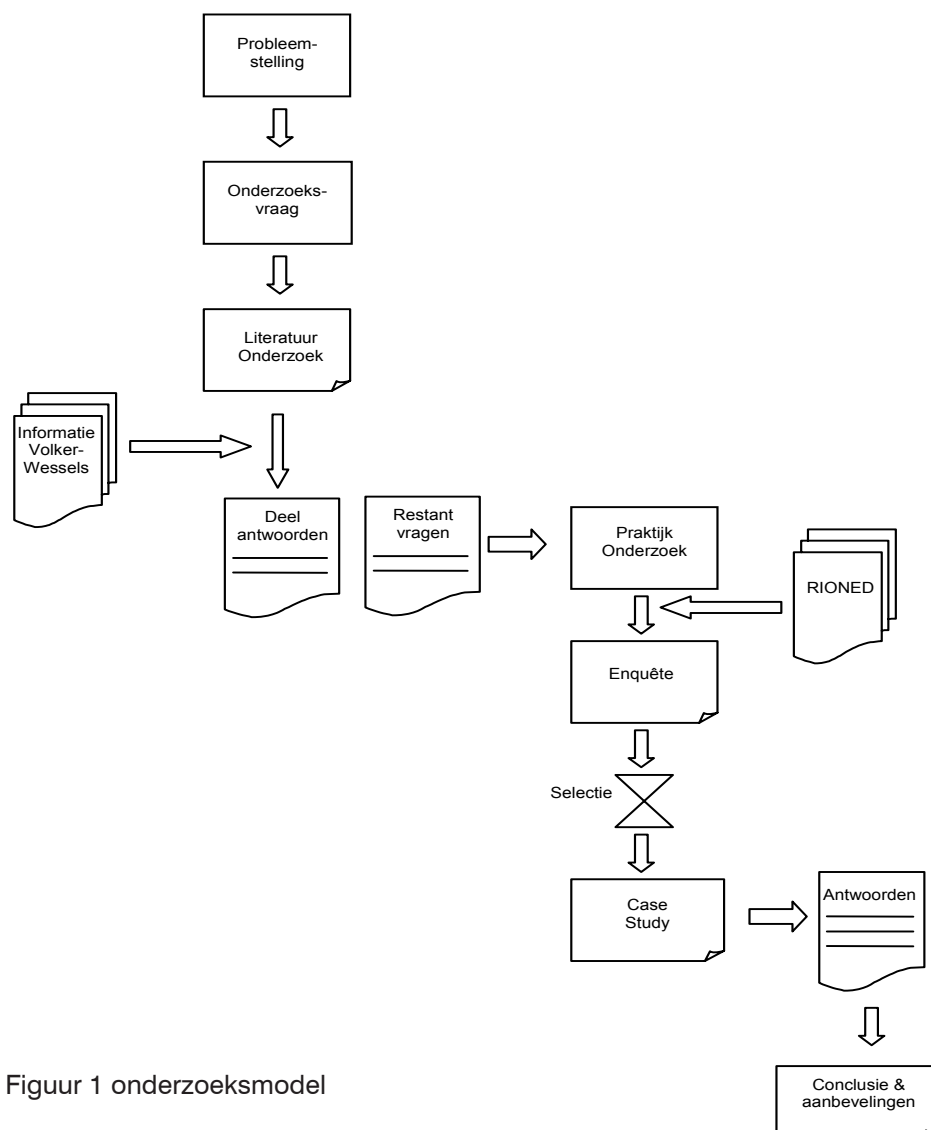 Probleem-
stelling
Onderzoeks-
vraag
Literatuur
Onderzoek
Informatie
Volker-
Wessels
Deel
antwoorden
Restant
vragen
Praktijk
Onderzoek
RIONED
Enquête
Selectie
Case
Study
Antwoorden
Conclusie &
aanbevelingen
Figuur 1 onderzoeksmodel